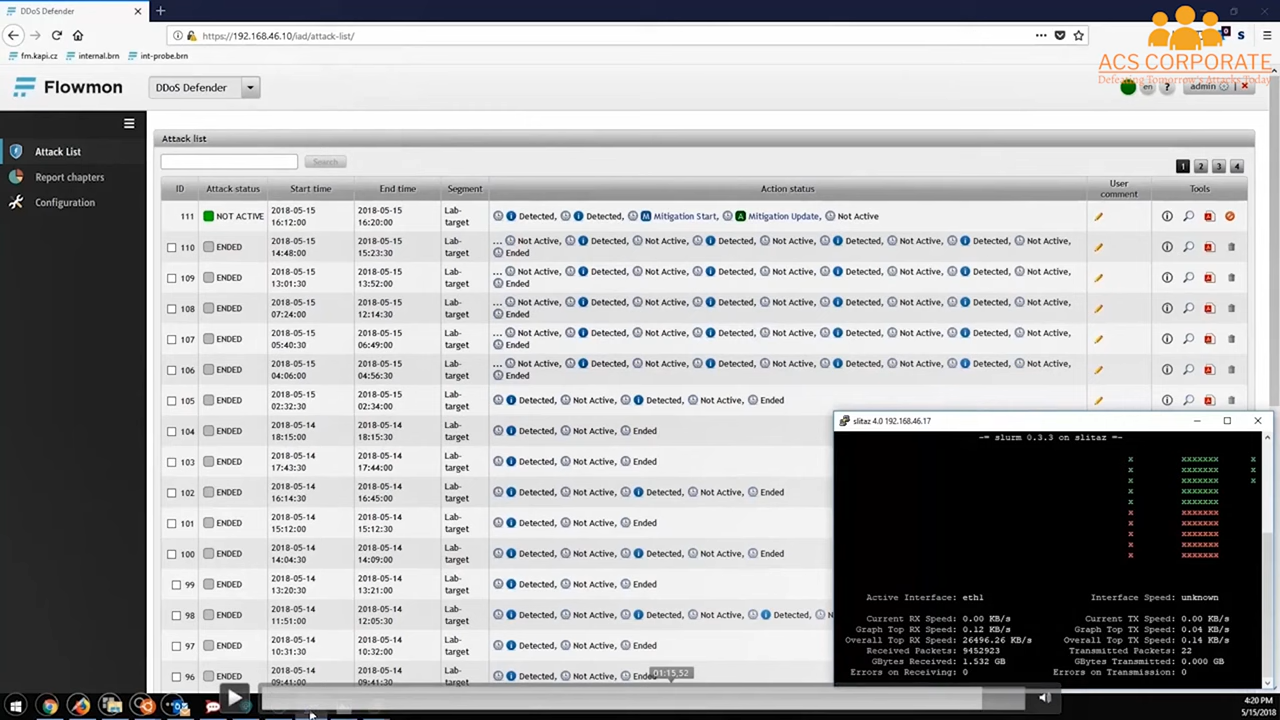 DDoS Defender
https://192.168.46.10/iad/attack-list/
fm.kapi.cz internal.brn int-probe.brn
ACS CORPORATE
Defeating Tomorrow's Attacks Today
Flowmon
DDoS Defender
en ? admin
Attack List
Report chapters
Configuration
Attack list
Search
1 2 3 4
ID Attack status Start time End time Segment Action status User comment Tools
111 NOT ACTIVE 2018-05-15 16:12:00 2018-05-15 16:20:00 Lab-target Detected, Detected, Mitigation Start, Mitigation Update, Not Active
110 ENDED 2018-05-15 14:48:00 2018-05-15 15:23:30 Lab-target ... Not Active, Detected, Not Active, Detected, Not Active, Detected, Not Active, Detected, Not Active, Ended
109 ENDED 2018-05-15 13:01:30 2018-05-15 13:52:00 Lab-target ... Not Active, Detected, Not Active, Detected, Not Active, Detected, Not Active, Detected, Not Active, Ended
108 ENDED 2018-05-15 07:24:00 2018-05-15 12:14:30 Lab-target ... Not Active, Detected, Not Active, Detected, Not Active, Detected, Not Active, Detected, Not Active, Ended
107 ENDED 2018-05-15 05:40:30 2018-05-15 06:49:00 Lab-target ... Not Active, Detected, Not Active, Detected, Not Active, Detected, Not Active, Detected, Not Active, Ended
106 ENDED 2018-05-15 04:06:00 2018-05-15 04:56:30 Lab-target ... Not Active, Detected, Not Active, Detected, Not Active, Detected, Not Active, Detected, Not Active, Ended
105 ENDED 2018-05-15 02:32:30 2018-05-15 02:34:00 Lab-target Detected, Not Active, Detected, Not Active, Ended
104 ENDED 2018-05-14 18:15:00 2018-05-14 18:15:30 Lab-target Detected, Not Active, Ended
103 ENDED 2018-05-14 17:43:30 2018-05-14 17:44:00 Lab-target Detected, Not Active, Ended
102 ENDED 2018-05-14 16:14:30 2018-05-14 16:45:00 Lab-target Detected, Not Active, Detected, Not Active, Ended
101 ENDED 2018-05-14 15:12:00 2018-05-14 15:12:30 Lab-target Detected, Not Active, Ended
100 ENDED 2018-05-14 14:04:30 2018-05-14 14:09:00 Lab-target Detected, Not Active, Detected, Not Active, Ended
99 ENDED 2018-05-14 13:20:30 2018-05-14 13:21:00 Lab-target Detected, Not Active, Ended
98 ENDED 2018-05-14 11:51:00 2018-05-14 12:05:30 Lab-target Detected, Not Active, Detected, Not Active, Detected, N
97 ENDED 2018-05-14 10:31:30 2018-05-14 10:32:00 Lab-target Detected, Not Active, Ended
96 ENDED 2018-05-14 09:41:00 2018-05-14 09:41:30 Lab-target Detected, Not Active, Ended
slitaz 4.0 192.168.46.17
-= slurm 0.3.3 on slitaz =-
x xxxxxxx x
x xxxxxxx x
x xxxxxxx x
x xxxxxxx
x xxxxxxx
x xxxxxxx
x xxxxxxx
x xxxxxxx
x xxxxxxx
x xxxxxxx
Active Interface: eth1 Interface Speed: unknown
Current RX Speed: 0.00 KB/s Current TX Speed: 0.00 KB/s
Graph Top RX Speed: 0.12 KB/s Graph Top TX Speed: 0.04 KB/s
Overall Top RX Speed: 26496.26 KB/s Overall Top TX Speed: 0.14 KB/s
Received Packets: 9452923 Transmitted Packets: 22
GBytes Received: 1.532 GB GBytes Transmitted: 0.000 GB
Errors on Receiving: 0 Errors on Transmission: 0
01:15,52
4:20 PM
5/15/2018